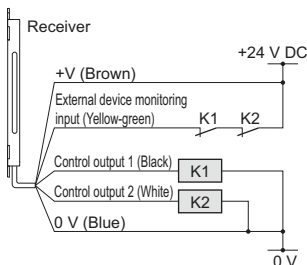 Receiver
+24 V DC
+V (Brown)
External device monitoring
input (Yellow-green)
K1 K2
Control output 1 (Black)
K1
Control output 2 (White)
K2
0 V (Blue)
0 V